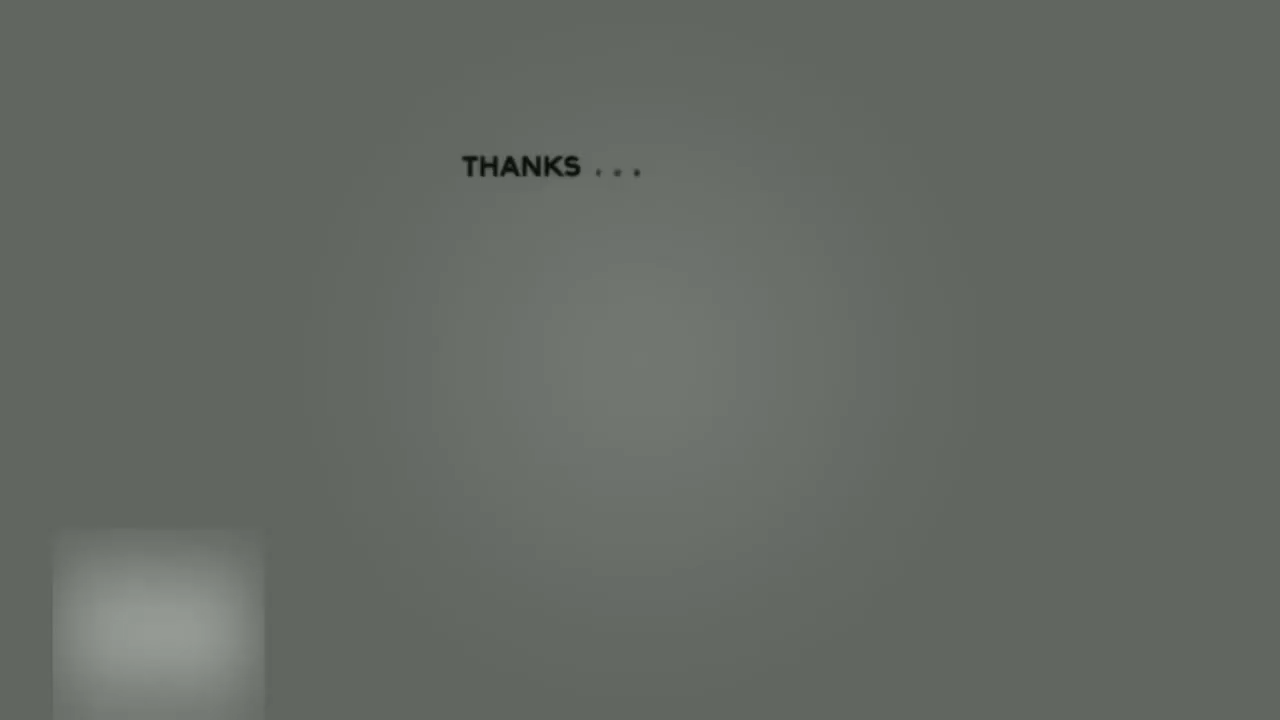 THANKS . . .